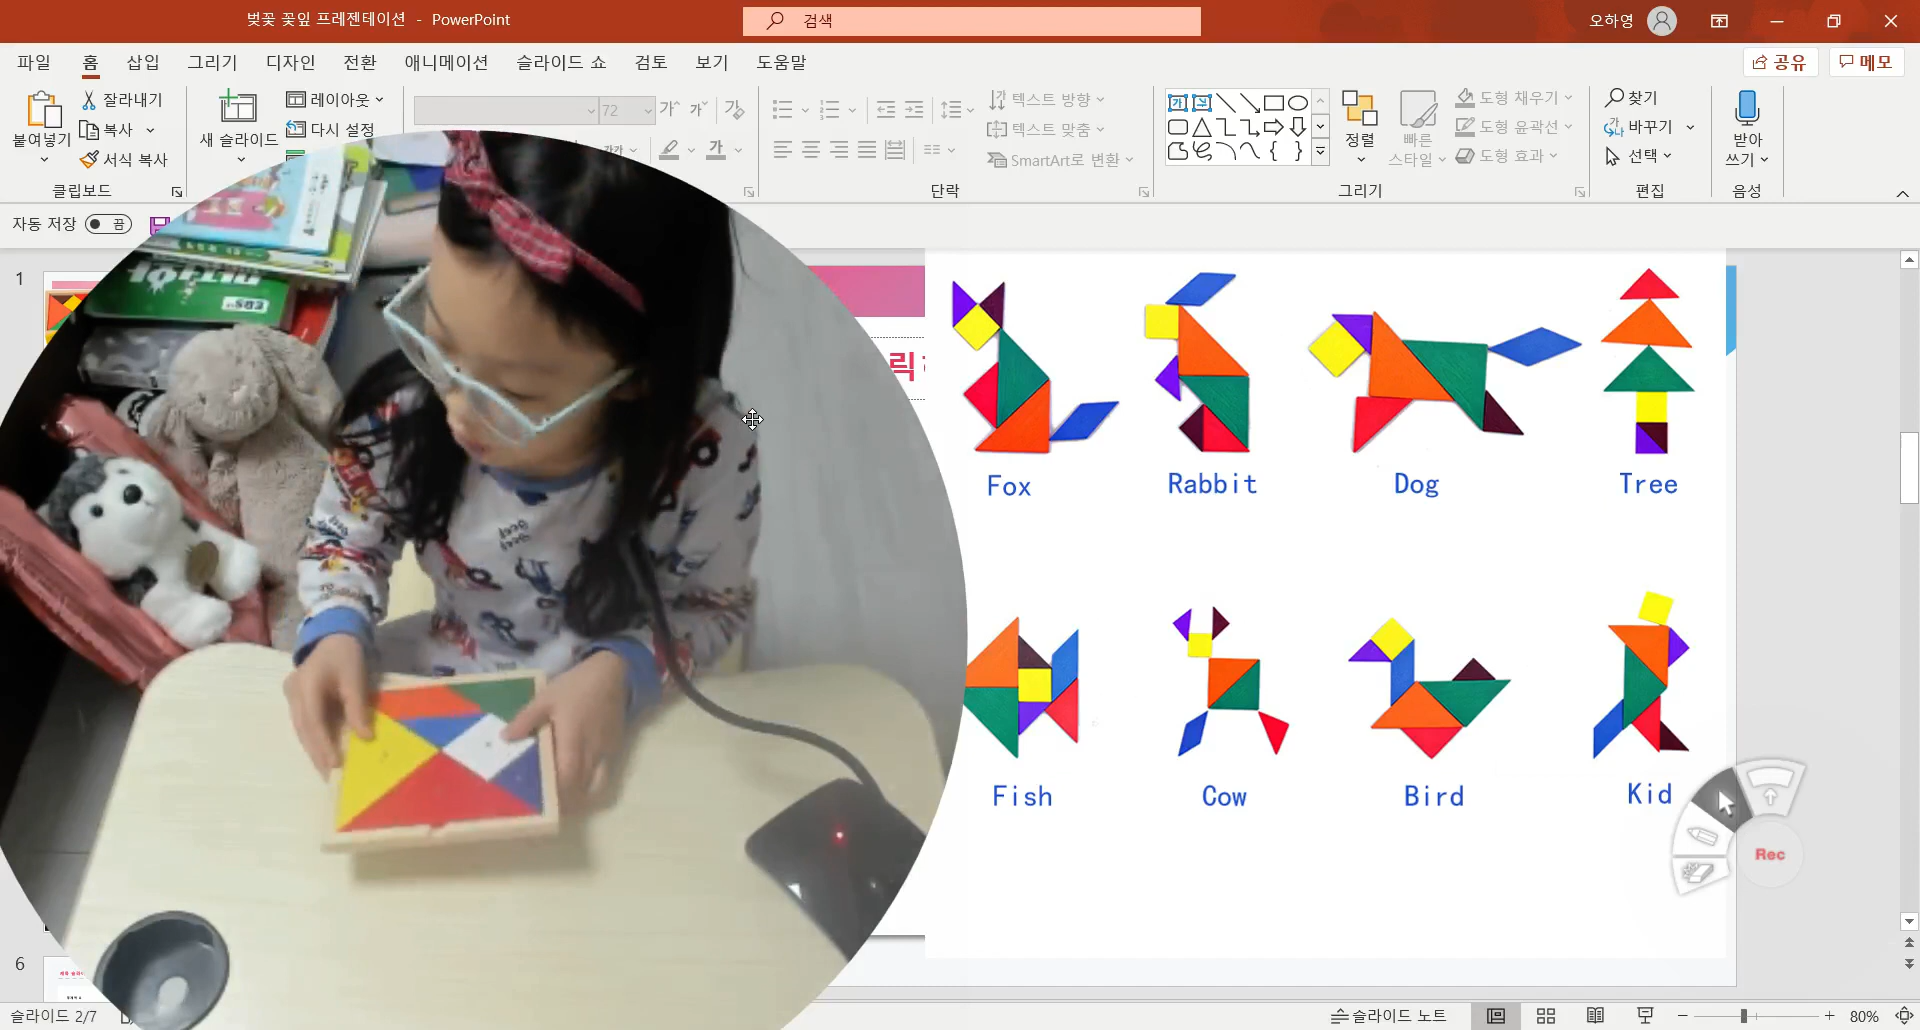 벚꽃 꽃잎 프레젠테이션 - PowerPoint
검색
오하영
파일 홈 삽입 그리기 디자인 전환 애니메이션 슬라이드 쇼 검토 보기 도움말
공유 메모
붙여넣기
잘라내기
복사
서식 복사
클립보드
새 슬라이드
레이아웃
다시 설정
72
가
가
가
단락
텍스트 방향
텍스트 맞춤
SmartArt로 변환
정렬
빠른 스타일
도형 채우기
도형 윤곽선
도형 효과
그리기
찾기
바꾸기
선택
편집
받아쓰기
음성
자동 저장 끔
1
릭
Fox Rabbit Dog Tree
Fish Cow Bird Kid
Rec
EBS
6
슬라이드 2/7
슬라이드 노트
80%